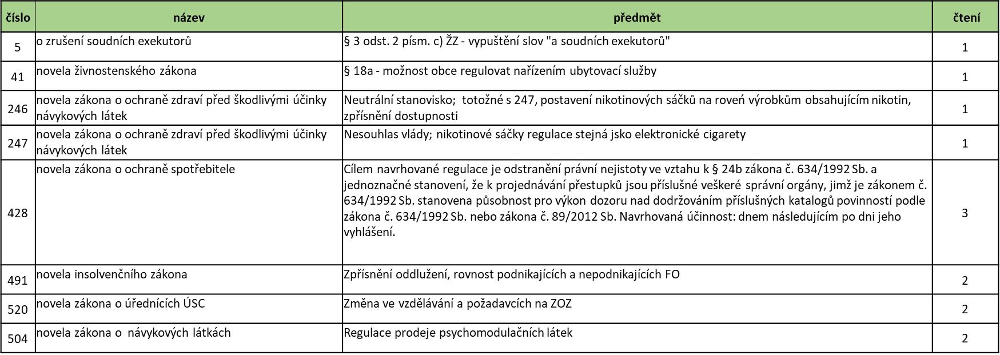 číslo název předmět čtení
5 o zrušení soudních exekutorů § 3 odst. 2 písm. c) ŽZ - vypuštění slov "a soudních exekutorů" 1
41 novela živnostenského zákona § 18a - možnost obce regulovat nařízením ubytovací služby 1
246 novela zákona o ochraně zdraví před škodlivými účinky
návykových látek
Neutrální stanovisko; totožné s 247, postavení nikotinových sáčků na roveň výrobkům obsahujícím nikotin,
zpřísnění dostupnosti
1
247 novela zákona o ochraně zdraví před škodlivými účinky
návykových látek
Nesouhlas vlády; nikotinové sáčky regulace stejná jsko elektronické cigarety
1
428 novela zákona o ochraně spotřebitele
Cílem navrhované regulace je odstranění právní nejistoty ve vztahu k § 24b zákona č. 634/1992 Sb. a
jednoznačné stanovení, že k projednávání přestupků jsou příslušné veškeré správní orgány, jimž je zákonem č.
634/1992 Sb. stanovena působnost pro výkon dozoru nad dodržováním příslušných katalogů povinností podle
zákona č. 634/1992 Sb. nebo zákona č. 89/2012 Sb. Navrhovaná účinnost: dnem následujícím po dni jeho
vyhlášení.
3
491 novela insolvenčního zákona Zpřísnění oddlužení, rovnost podnikajících a nepodnikajících FO 2
520 novela zákona o úřednících ÚSC Změna ve vzdělávání a požadavcích na ZOZ 2
504 novela zákona o návykových látkách Regulace prodeje psychomodulačních látek 2